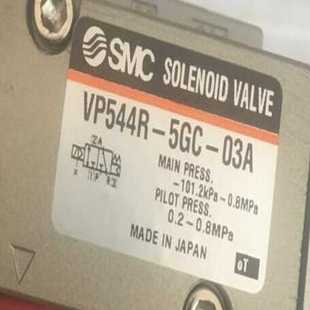 SMC SOLENOID VALVE
VP544R-5GC-03A
MAIN PRESS.
-101.2kPa-0.8MPa
PILOT PRESS.
0.2-0.8MPa
MADE IN JAPAN
oT